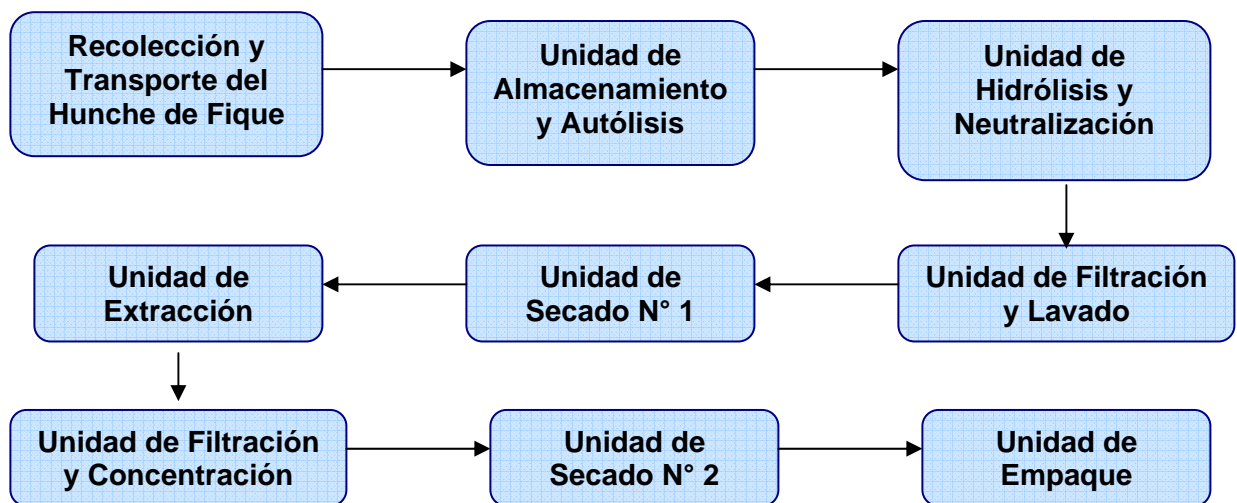 Recolección y
Transporte del
Hunche de Fique
Unidad de
Almacenamiento
y Autólisis
Unidad de
Hidrólisis y
Neutralización
Unidad de Filtración
y Lavado
Unidad de
Secado N° 1
Unidad de
Extracción
Unidad de Filtración
y Concentración
Unidad de
Secado N° 2
Unidad de
Empaque